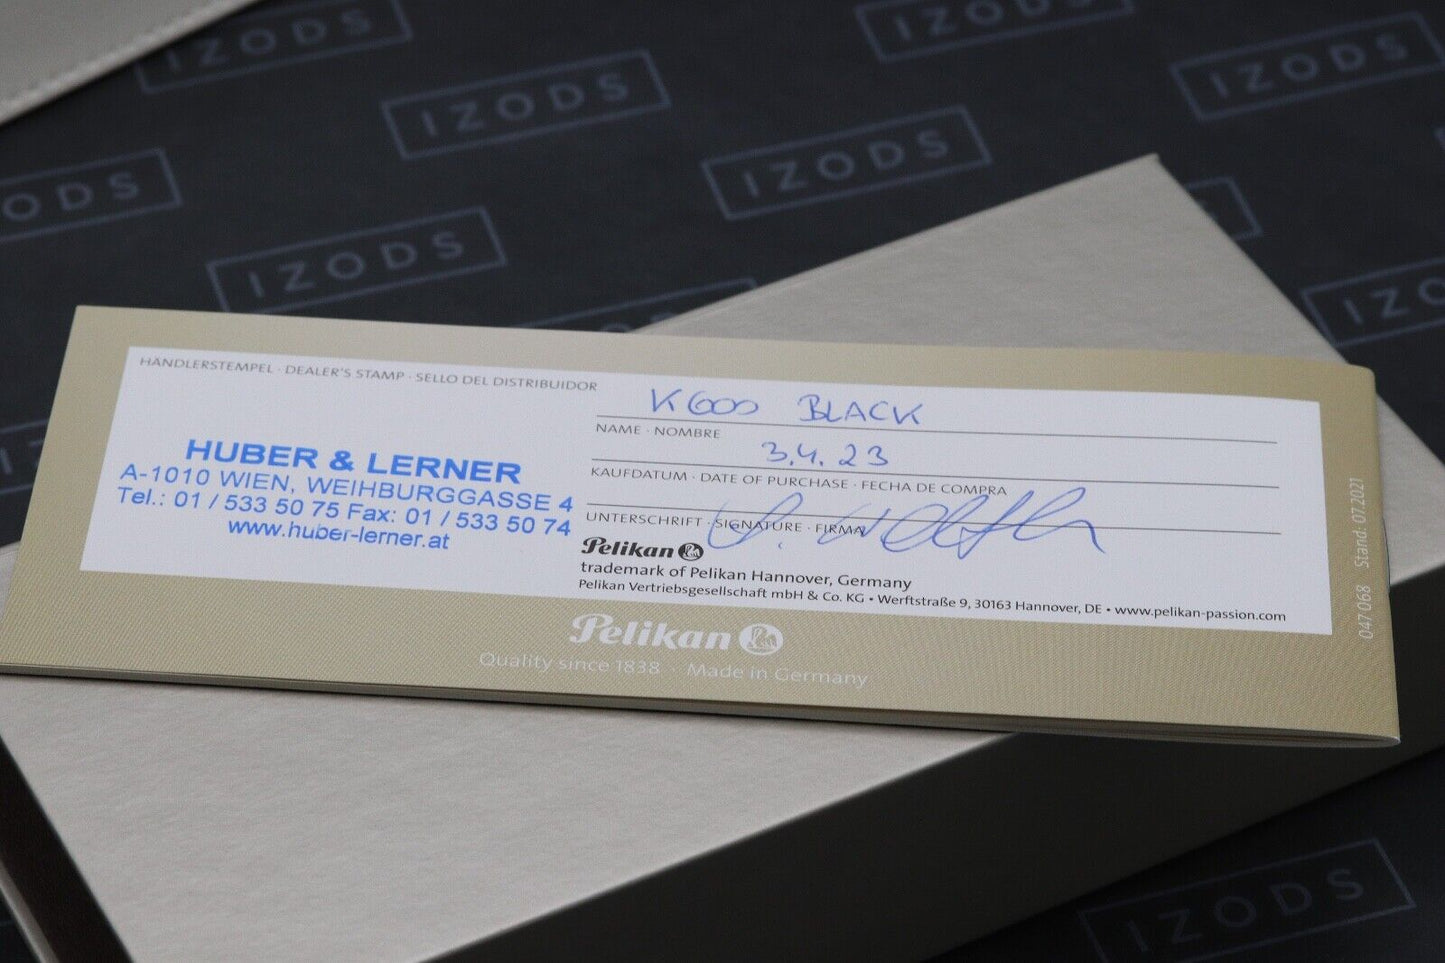 IZODS
IZODS
IZODS
IZODS
IZODS
IZODS
IZODS
HÄNDLERSTEMPEL · DEALER'S STAMP · SELLO DEL DISTRIBUIDOR
HUBER & LERNER
A-1010 WIEN, WEIHBURGGASSE 4
Tel.: 01 / 533 50 75 Fax: 01 / 533 50 74
www.huber-lerner.at
K600 BLACK
NAME · NOMBRE
3.4.23
KAUFDATUM · DATE OF PURCHASE · FECHA DE COMPRA
UNTERSCHRIFT · SIGNATURE · FIRMA
Pelikan
trademark of Pelikan Hannover, Germany
Pelikan Vertriebsgesellschaft mbH & Co. KG • Werftstraße 9, 30163 Hannover, DE • www.pelikan-passion.com
Pelikan
Quality since 1838 · Made in Germany
047 068 Stand: 07.2021
IZODS